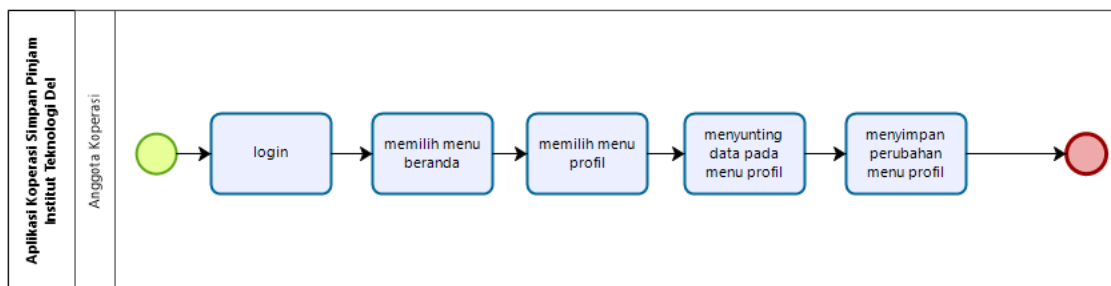 Aplikasi Koperasi Simpan Pinjam
Institut Teknologi Del
Anggota Koperasi
login
memilih menu
beranda
memilih menu
profil
menyunting
data pada
menu profil
menyimpan
perubahan
menu profil